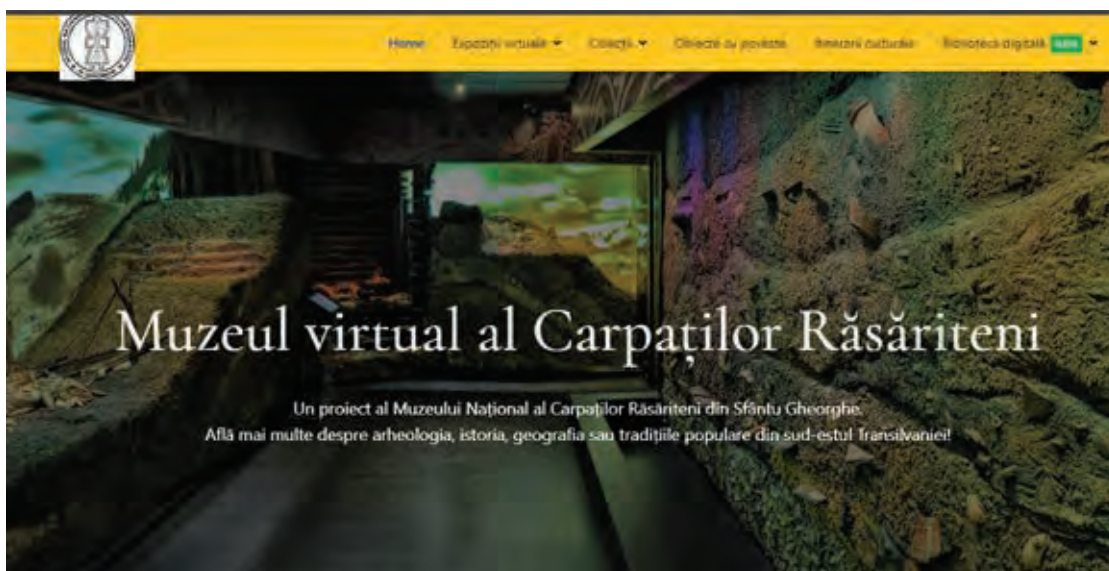 Home Expoziții virtuale Colecții Obiecte cu poveste Itinerarii culturale Biblioteca digitală
Muzeul virtual al Carpaților Răsăriteni
Un proiect al Muzeului Național al Carpaților Răsăriteni din Sfântu Gheorghe.
Află mai multe despre arheologia, istoria, geografia sau tradițiile populare din sud-estul Transilvaniei!